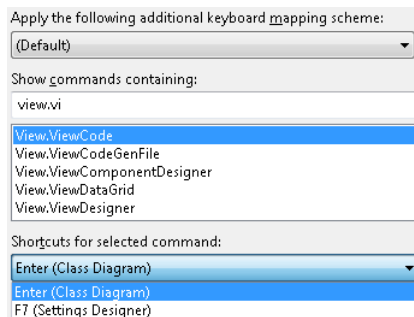 Apply the following additional keyboard mapping scheme:
(Default)
Show commands containing:
view.vi
View.ViewCode
View.ViewCodeGenFile
View.ViewComponentDesigner
View.ViewDataGrid
View.ViewDesigner
Shortcuts for selected command:
Enter (Class Diagram)
Enter (Class Diagram)
F7 (Settings Designer)